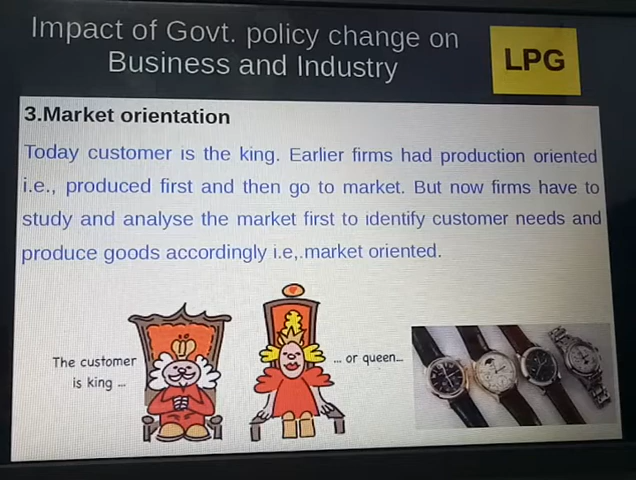 Impact of Govt. policy change on
Business and Industry
LPG
3.Market orientation
Today customer is the king. Earlier firms had production oriented
i.e., produced first and then go to market. But now firms have to
study and analyse the market first to identify customer needs and
produce goods accordingly i.e,.market oriented.
The customer
is king ...
... or queen...